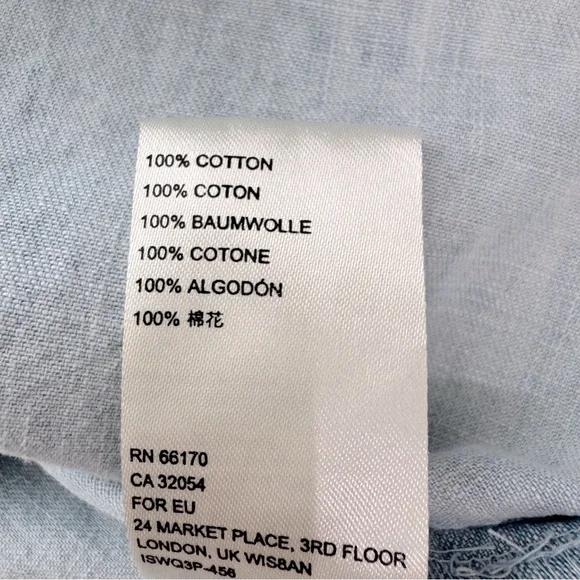 100% COTTON
100% COTON
100% BAUMWOLLE
100% COTONE
100% ALGODÓN
100% 棉花
RN 66170
CA 32054
FOR EU
24 MARKET PLACE, 3RD FLOOR
LONDON, UK WIS8AN
ISWQ3P-456